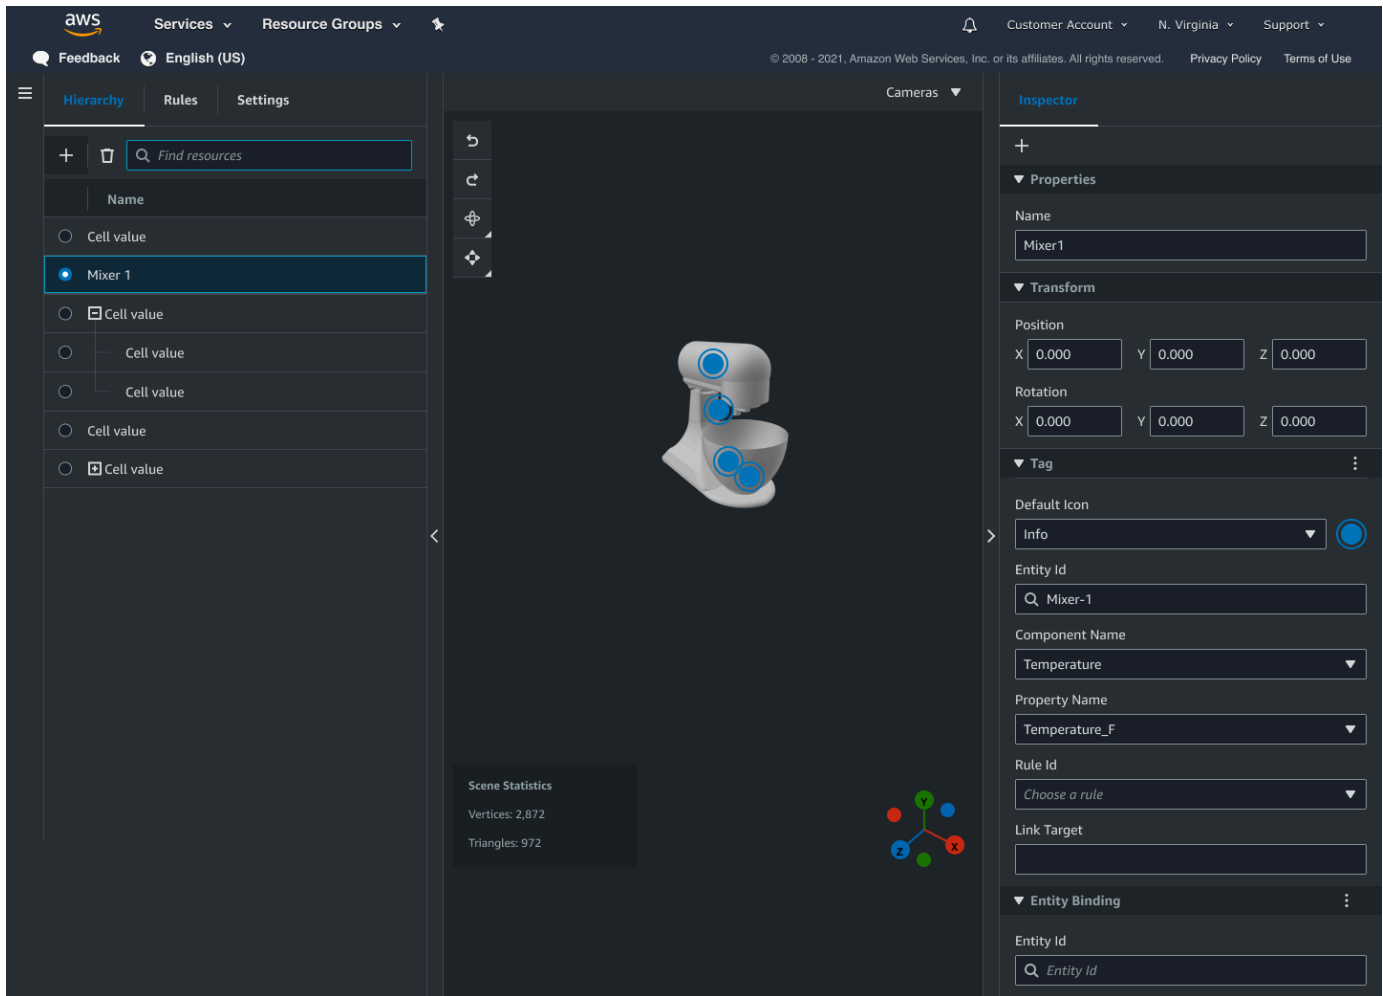 aws
Services
Resource Groups
Customer Account
N. Virginia
Support
Feedback
English (US)
© 2008 - 2021, Amazon Web Services, Inc. or its affiliates. All rights reserved.
Privacy Policy
Terms of Use
Hierarchy
Rules
Settings
Find resources
Name
Cell value
Mixer 1
Cell value
Cell value
Cell value
Cell value
Cell value
Cameras
Scene Statistics
Vertices: 2,872
Triangles: 972
Y
Z
X
Inspector
Properties
Name
Mixer1
Transform
Position
X 0.000 Y 0.000 Z 0.000
Rotation
X 0.000 Y 0.000 Z 0.000
Tag
Default Icon
Info
Entity Id
Mixer-1
Component Name
Temperature
Property Name
Temperature_F
Rule Id
Choose a rule
Link Target
Entity Binding
Entity Id
Entity Id